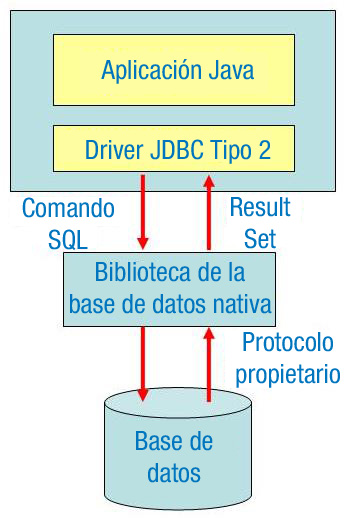 Aplicación Java
Driver JDBC Tipo 2
Comando
SQL
Result
Set
Biblioteca de la
base de datos nativa
Protocolo
propietario
Base de
datos